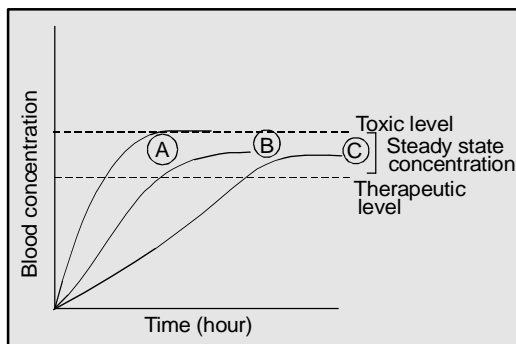 Blood concentration
A
B
C
Toxic level
Steady state
concentration
Therapeutic
level
Time (hour)